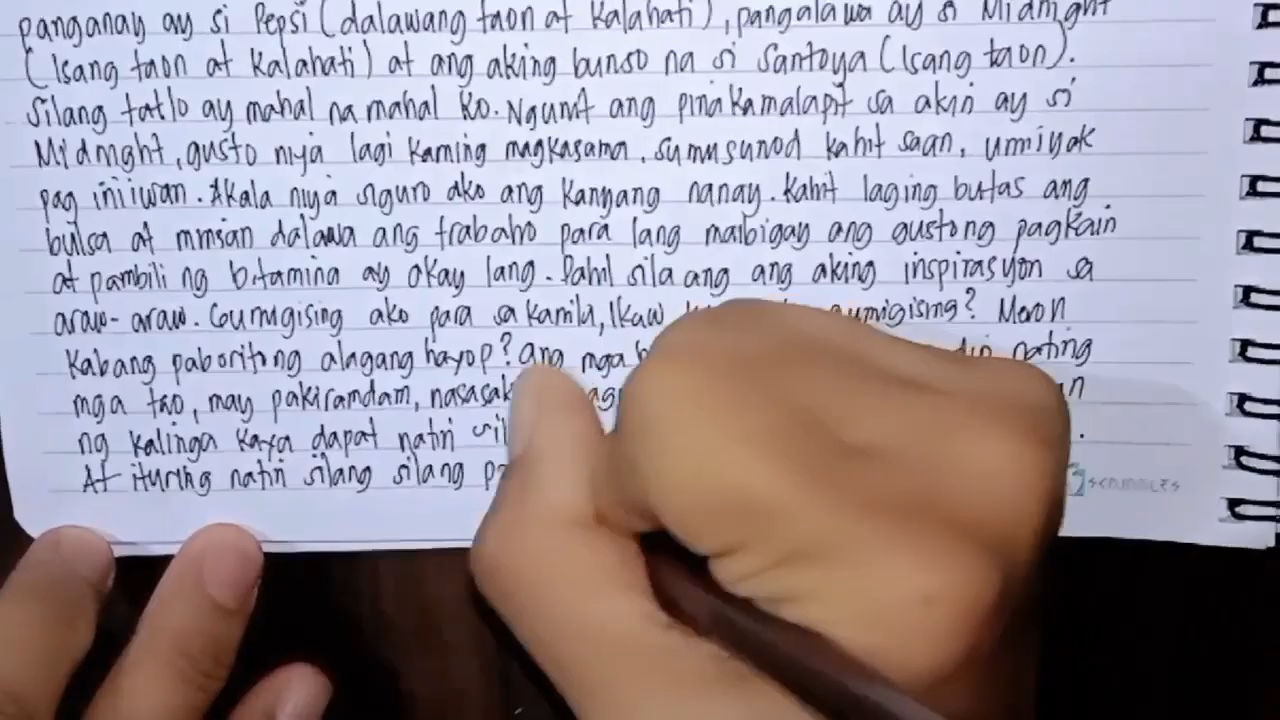 panganay ay si Pepsi (dalawang taon at kalahati), pangalawa ay si Midnight
(Isang taon at kalahati) at ang aking bunso na si Santoya (Isang taon).
Silang tatlo ay mahal na mahal ko. Ngunit ang pinakamalapit sa akin ay si
Midnight, gusto niya lagi kaming magkasama, sumusunod kahit saan, umiiyak
pag iniiwan. Akala niya siguro ako ang kanyang nanay. Kahit laging butas ang
bulsa at minsan dalawa ang trabaho para lang maibigay ang gustong pagkain
at pambili ng bitamina ay okay lang. Dahil sila ang ang aking inspirasyon sa
araw-araw. Gumigising ako para sa kanila, Ikaw gumigising? Meron
kabang paboritong alagang hayop? ang mga nating
mga tao, may pakiramdam,
ng kalinga kaya dapat natin
At ituring natin silang silang
SCRIBBLES